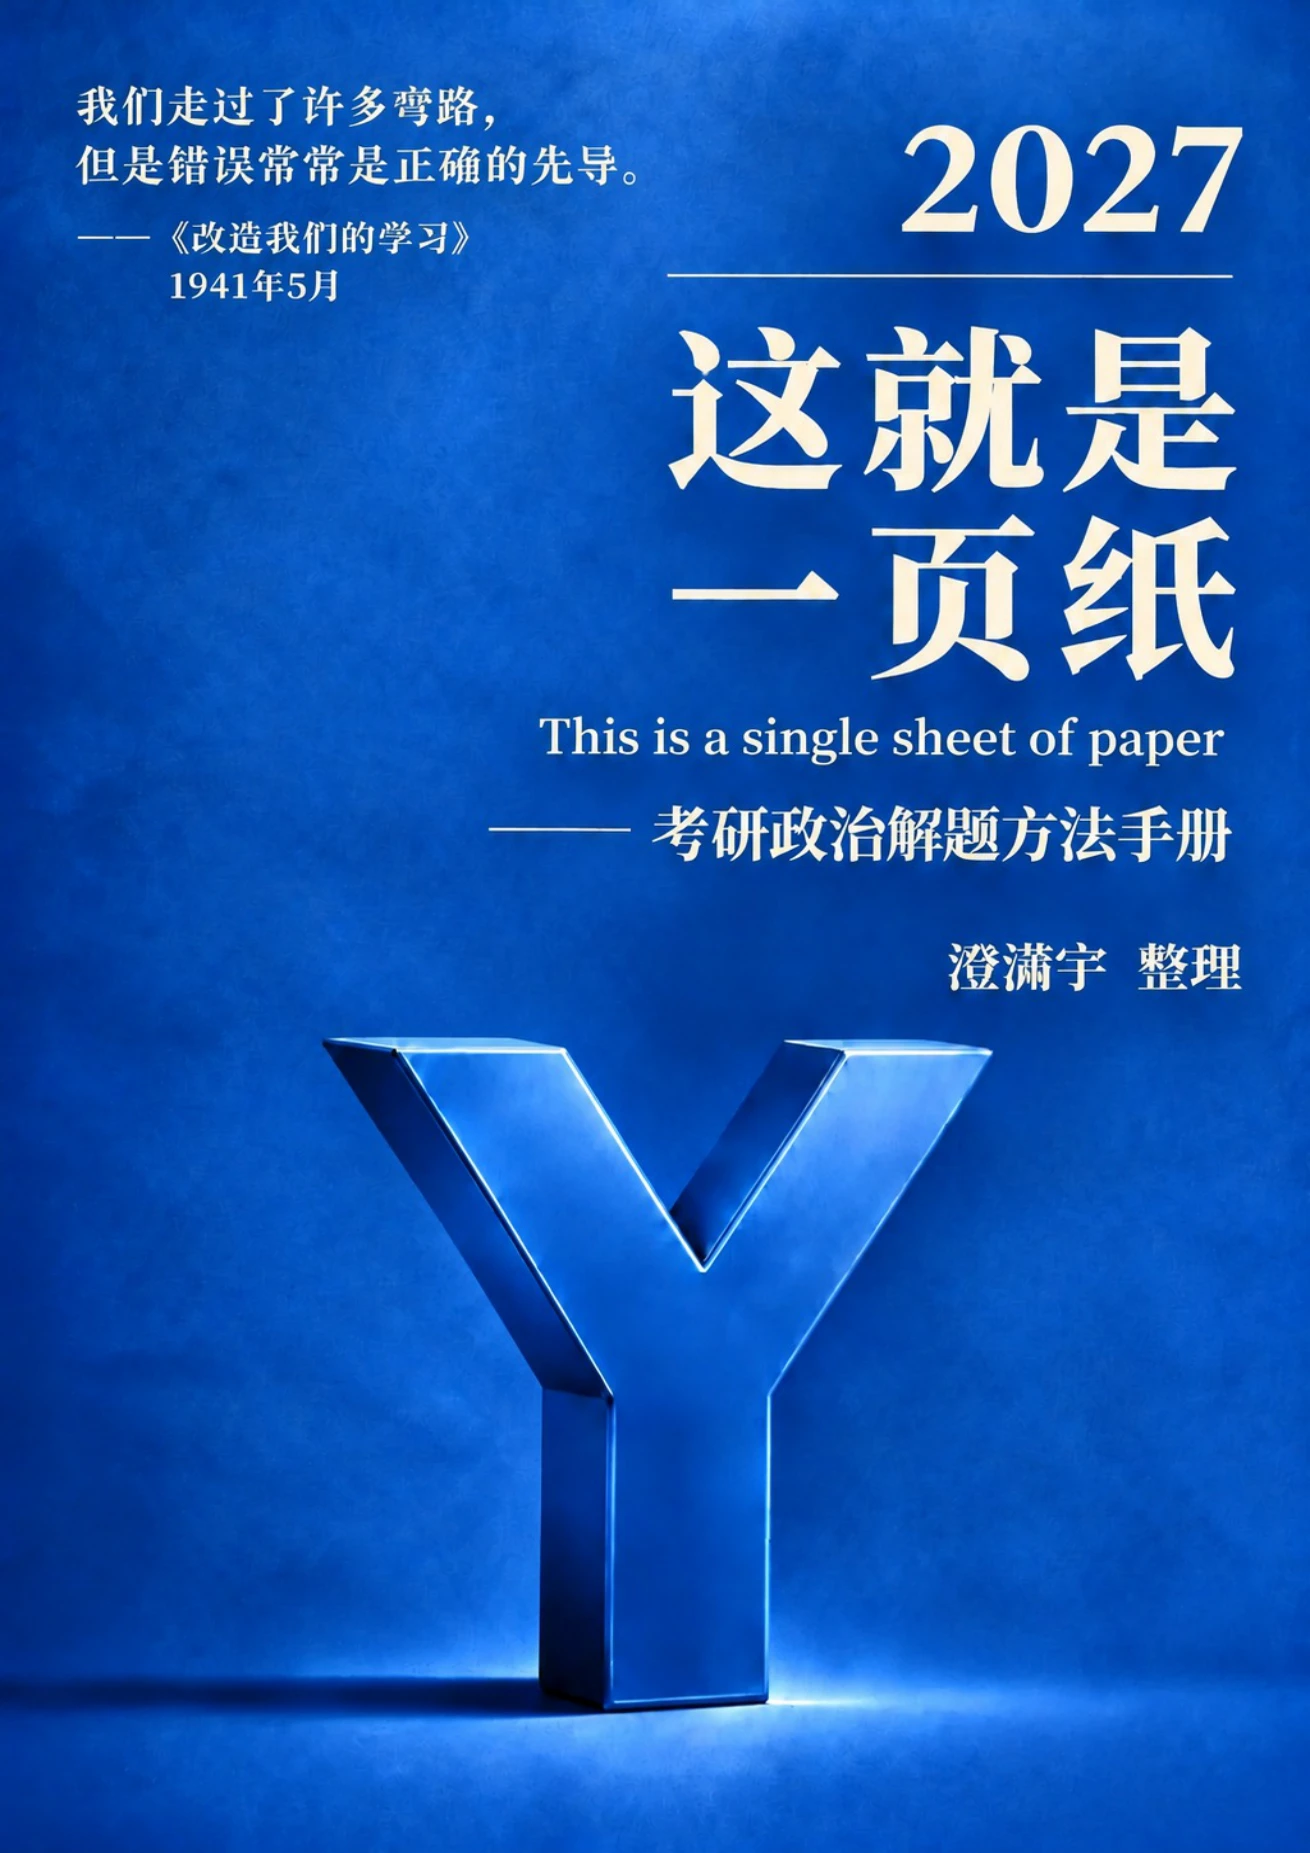 我们走过了许多弯路，
但是错误常常是正确的先导。
——《改造我们的学习》
1941年5月
2027
这就是
一页纸
This is a single sheet of paper
—— 考研政治解题方法手册
澄满宇 整理
Y